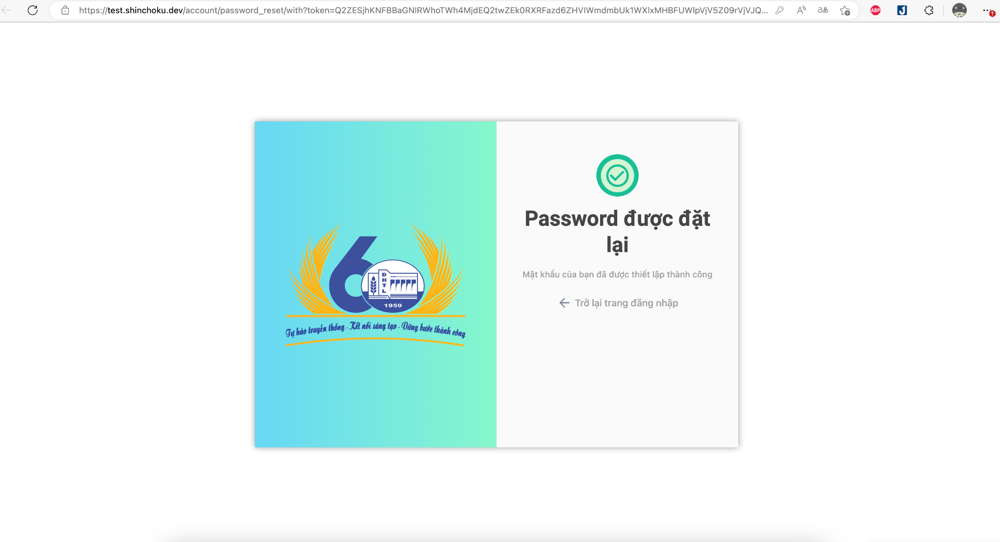 https://test.shinchoku.dev/account/password_reset/with?token=Q2ZESjhKNFBBaGNIRWhoTWh4MjdEQ2twZEk0RXRFazd6ZHVIWmdmbUk1WXlxMHBFUWlpVjV5Z09rVjVJQ...
ABP
Password được đặt
lại
Mật khẩu của bạn đã được thiết lập thành công
← Trở lại trang đăng nhập
60
ĐHTL
1959
Tự hào truyền thống - Kết nối sáng tạo - Vững bước thành công